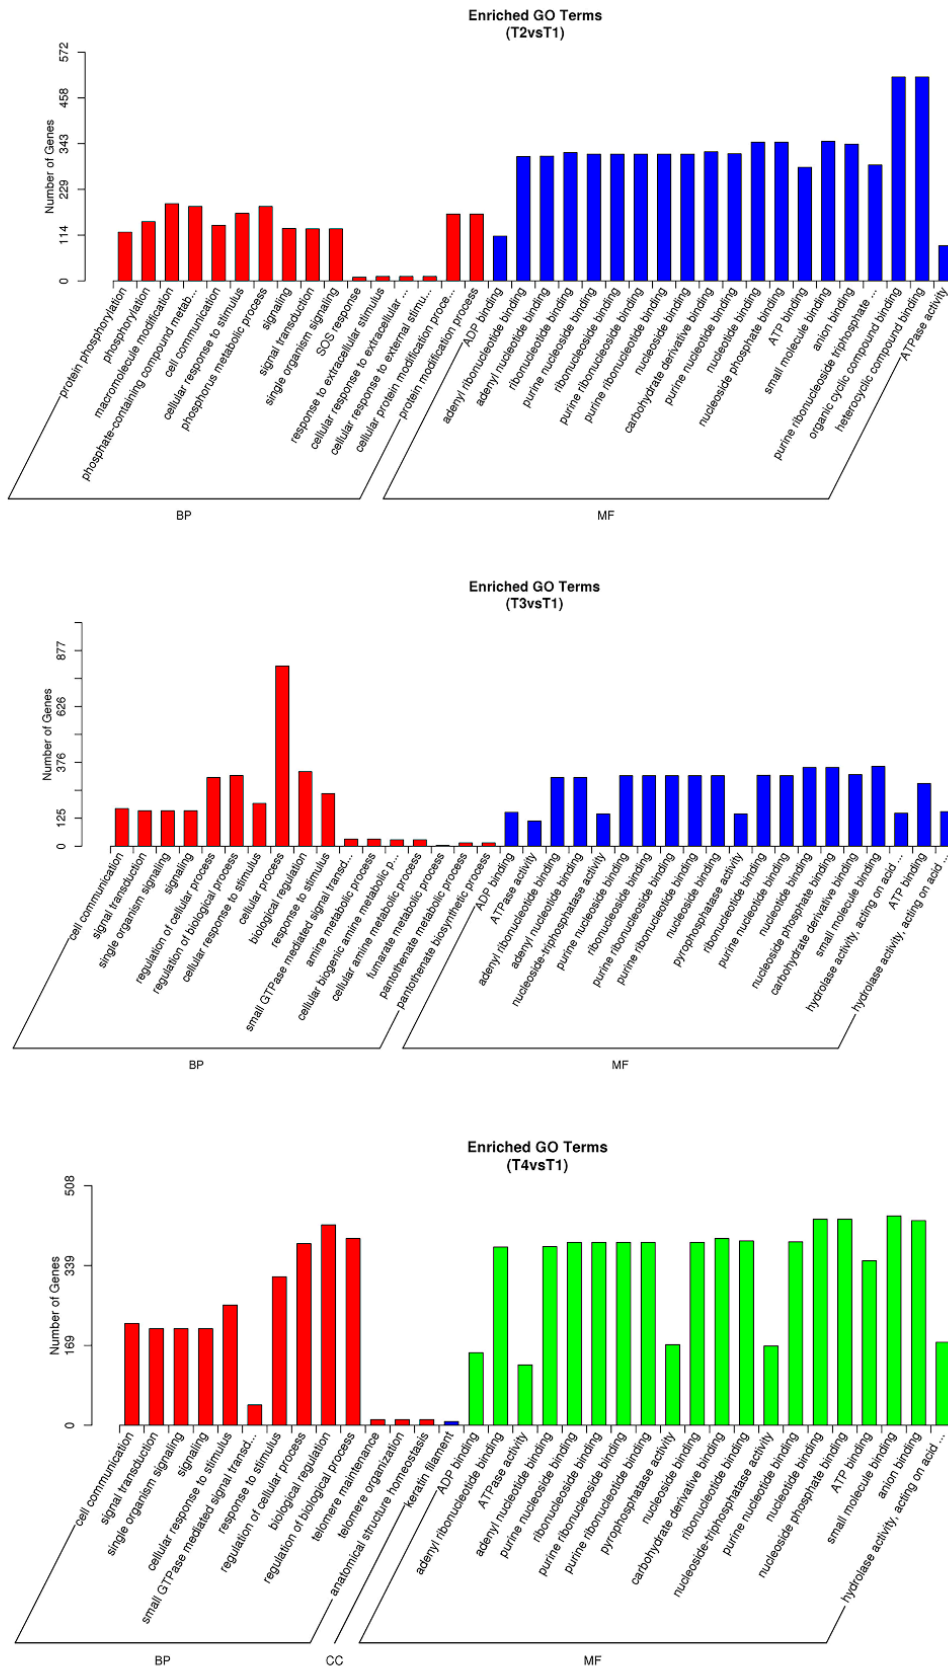 Enriched GO Terms
(T2vsT1)
Number of Genes
572
458
343
229
114
0
protein phosphorylation
phosphorylation
macromolecule modification
phosphate-containing compound metab...
cell communication
cellular response to stimulus
phosphorus metabolic process
signaling
signal transduction
single organism signaling
SOS response
response to extracellular stimulus
cellular response to extracellular ...
cellular response to external stimu...
cellular protein modification proce...
protein modification process
ADP binding
adenyl ribonucleotide binding
adenyl nucleotide binding
ribonucleotide binding
purine nucleoside binding
ribonucleoside binding
purine ribonucleoside binding
purine ribonucleotide binding
nucleoside binding
carbohydrate derivative binding
purine nucleotide binding
nucleotide binding
nucleoside phosphate binding
ATP binding
small molecule binding
anion binding
purine ribonucleoside triphosphate ...
organic cyclic compound binding
heterocyclic compound binding
ATPase activity
BP
MF
Enriched GO Terms
(T3vsT1)
Number of Genes
877
626
376
125
0
cell communication
signal transduction
single organism signaling
signaling
regulation of cellular process
regulation of biological process
cellular response to stimulus
cellular process
biological regulation
response to stimulus
small GTPase mediated signal transd...
amine metabolic process
cellular biogenic amine metabolic p...
cellular amine metabolic process
fumarate metabolic process
pantothenate metabolic process
pantothenate biosynthetic process
ADP binding
ATPase activity
adenyl ribonucleotide binding
adenyl nucleotide binding
nucleoside-triphosphatase activity
purine nucleoside binding
ribonucleoside binding
purine ribonucleoside binding
purine ribonucleotide binding
nucleoside binding
pyrophosphatase activity
ribonucleotide binding
purine nucleotide binding
nucleotide binding
nucleoside phosphate binding
carbohydrate derivative binding
small molecule binding
hydrolase activity, acting on acid ...
ATP binding
hydrolase activity, acting on acid ...
BP
MF
Enriched GO Terms
(T4vsT1)
Number of Genes
508
339
169
0
cell communication
signal transduction
single organism signaling
signaling
cellular response to stimulus
small GTPase mediated signal transd...
response to stimulus
regulation of cellular process
biological regulation
regulation of biological process
telomere maintenance
telomere organization
anatomical structure homeostasis
keratin filament
ADP binding
adenyl ribonucleotide binding
ATPase activity
adenyl nucleotide binding
purine nucleoside binding
ribonucleoside binding
purine ribonucleoside binding
purine ribonucleotide binding
pyrophosphatase activity
nucleoside binding
carbohydrate derivative binding
ribonucleotide binding
nucleoside-triphosphatase activity
purine nucleotide binding
nucleotide binding
nucleoside phosphate binding
ATP binding
small molecule binding
anion binding
hydrolase activity, acting on acid ...
BP
CC
MF